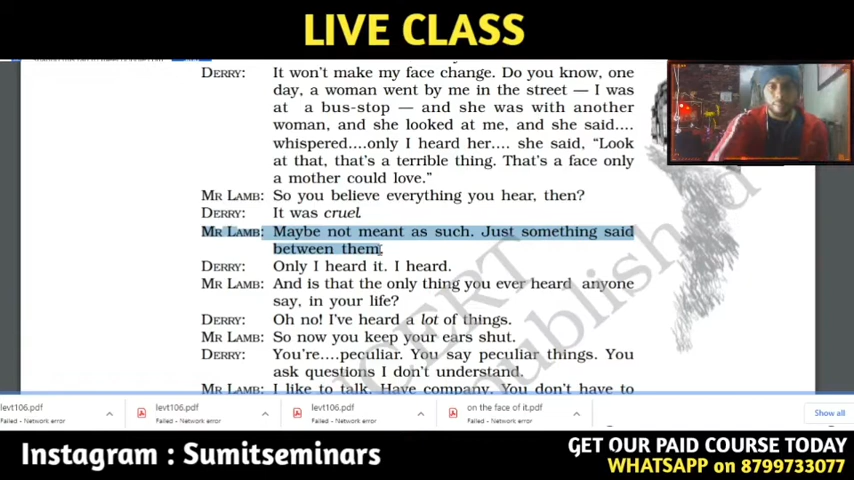 LIVE CLASS
DERRY: It won't make my face change. Do you know, one
day, a woman went by me in the street — I was
at a bus-stop — and she was with another
woman, and she looked at me, and she said....
whispered....only I heard her.... she said, “Look
at that, that's a terrible thing. That's a face only
a mother could love.”
MR LAMB: So you believe everything you hear, then?
DERRY: It was cruel.
MR LAMB: Maybe not meant as such. Just something said
between them.
DERRY: Only I heard it. I heard.
MR LAMB: And is that the only thing you ever heard anyone
say, in your life?
DERRY: Oh no! I've heard a lot of things.
MR LAMB: So now you keep your ears shut.
DERRY: You're....peculiar. You say peculiar things. You
ask questions I don't understand.
MR LAMB: I like to talk. Have company. You don't have to
published
levt106.pdf
Failed - Network error
levt106.pdf
Failed - Network error
levt106.pdf
Failed - Network error
on the face of it.pdf
Failed - Network error
Show all
Instagram : Sumitseminars
GET OUR PAID COURSE TODAY
WHATSAPP on 8799733077